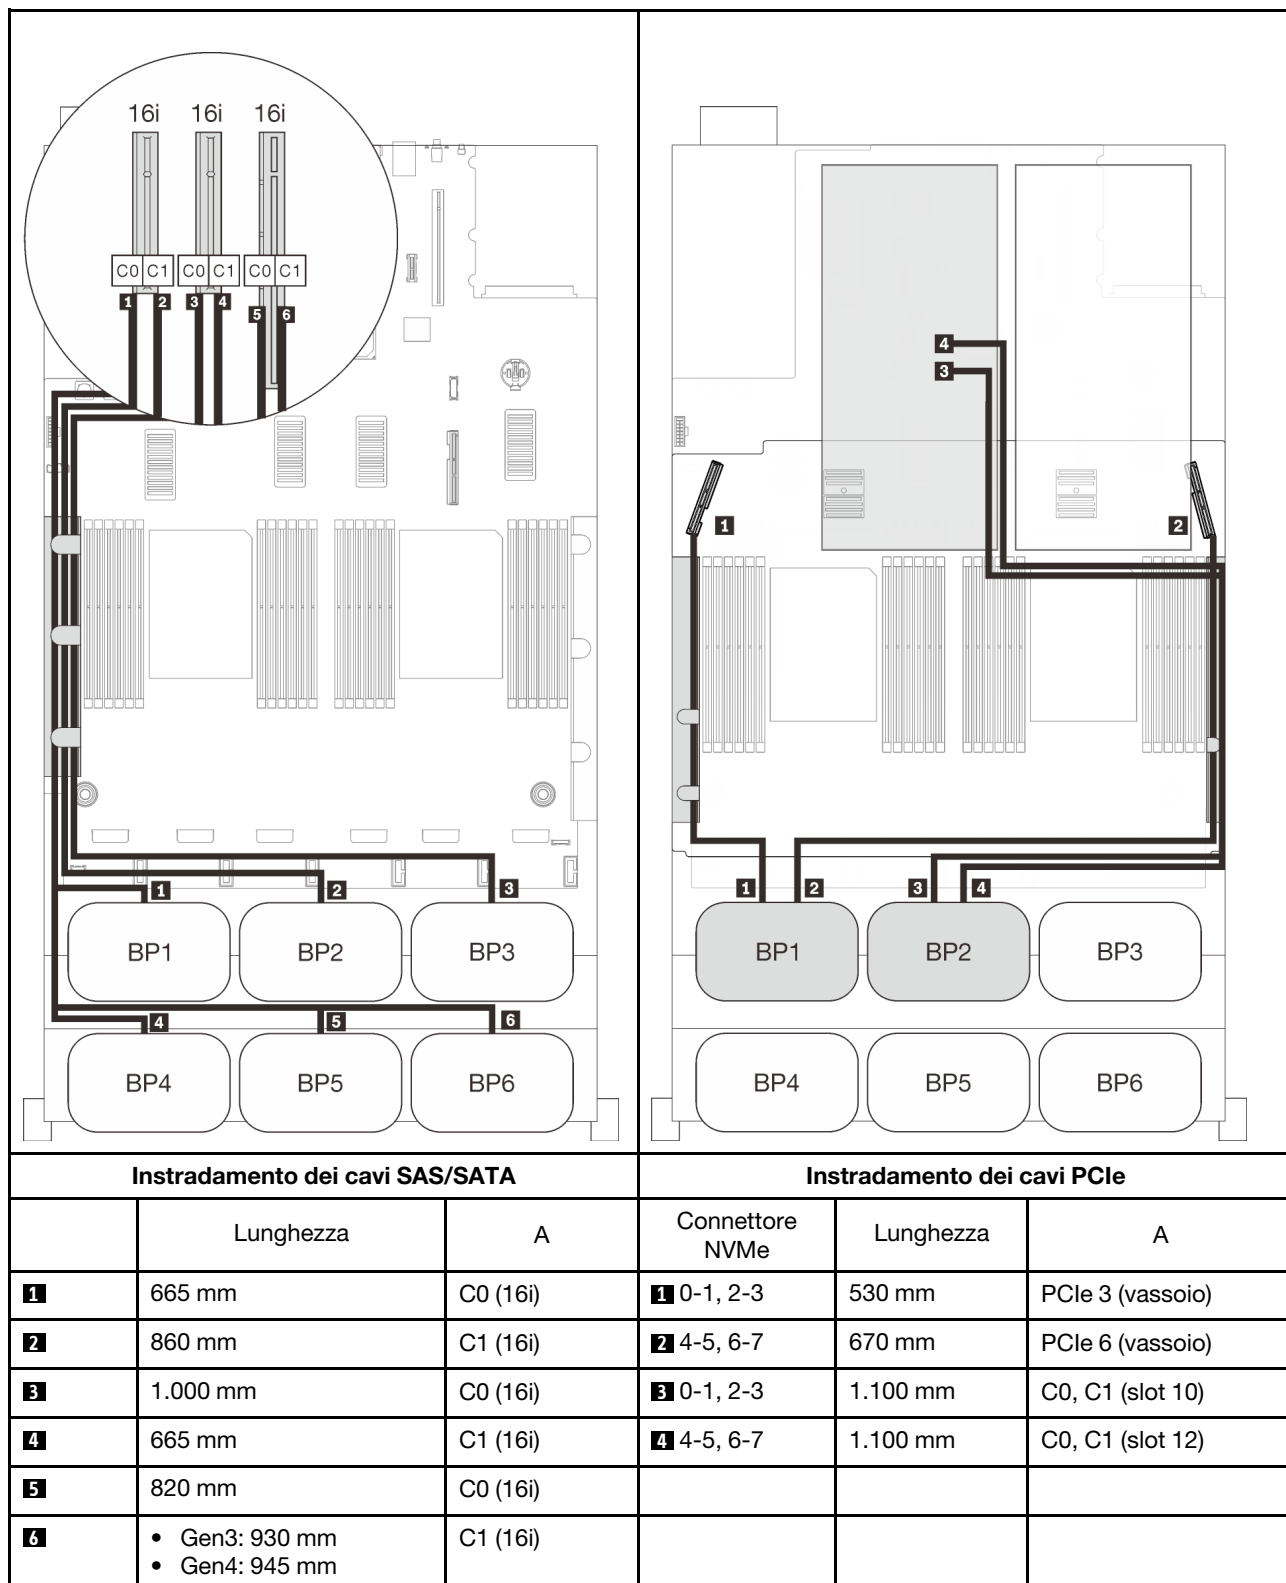 16i 16i 16i
C0 C1 C0 C1 C0 C1
1 2 3 4 5 6
1 2 3
BP1 BP2 BP3
4 5 6
BP4 BP5 BP6
4
3
1 2
1 2 3 4
BP1 BP2 BP3
BP4 BP5 BP6
Instradamento dei cavi SAS/SATA
Instradamento dei cavi PCIe
Lunghezza A Connettore NVMe Lunghezza A
1 665 mm C0 (16i) 1 0-1, 2-3 530 mm PCIe 3 (vassoio)
2 860 mm C1 (16i) 2 4-5, 6-7 670 mm PCIe 6 (vassoio)
3 1.000 mm C0 (16i) 3 0-1, 2-3 1.100 mm C0, C1 (slot 10)
4 665 mm C1 (16i) 4 4-5, 6-7 1.100 mm C0, C1 (slot 12)
5 820 mm C0 (16i)
6 • Gen3: 930 mm C1 (16i)
• Gen4: 945 mm